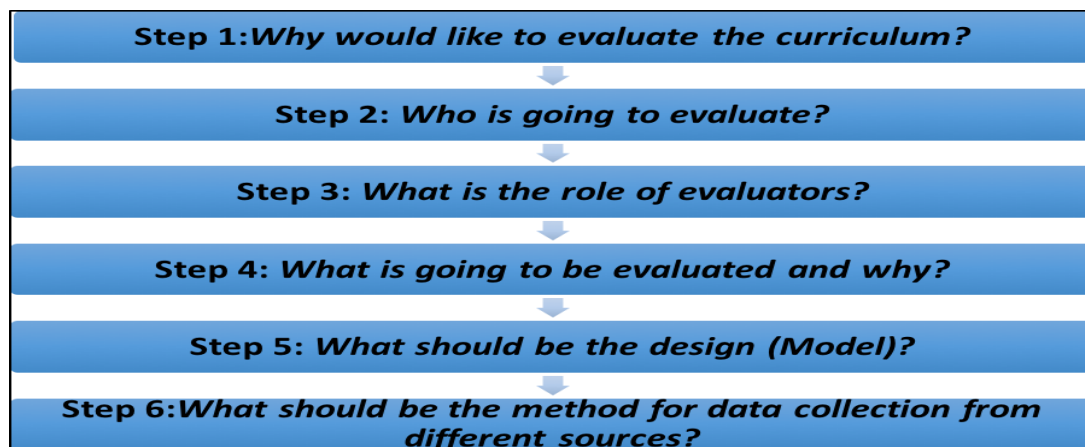 Step 1:Why would like to evaluate the curriculum?
Step 2: Who is going to evaluate?
Step 3: What is the role of evaluators?
Step 4: What is going to be evaluated and why?
Step 5: What should be the design (Model)?
Step 6:What should be the method for data collection from
different sources?